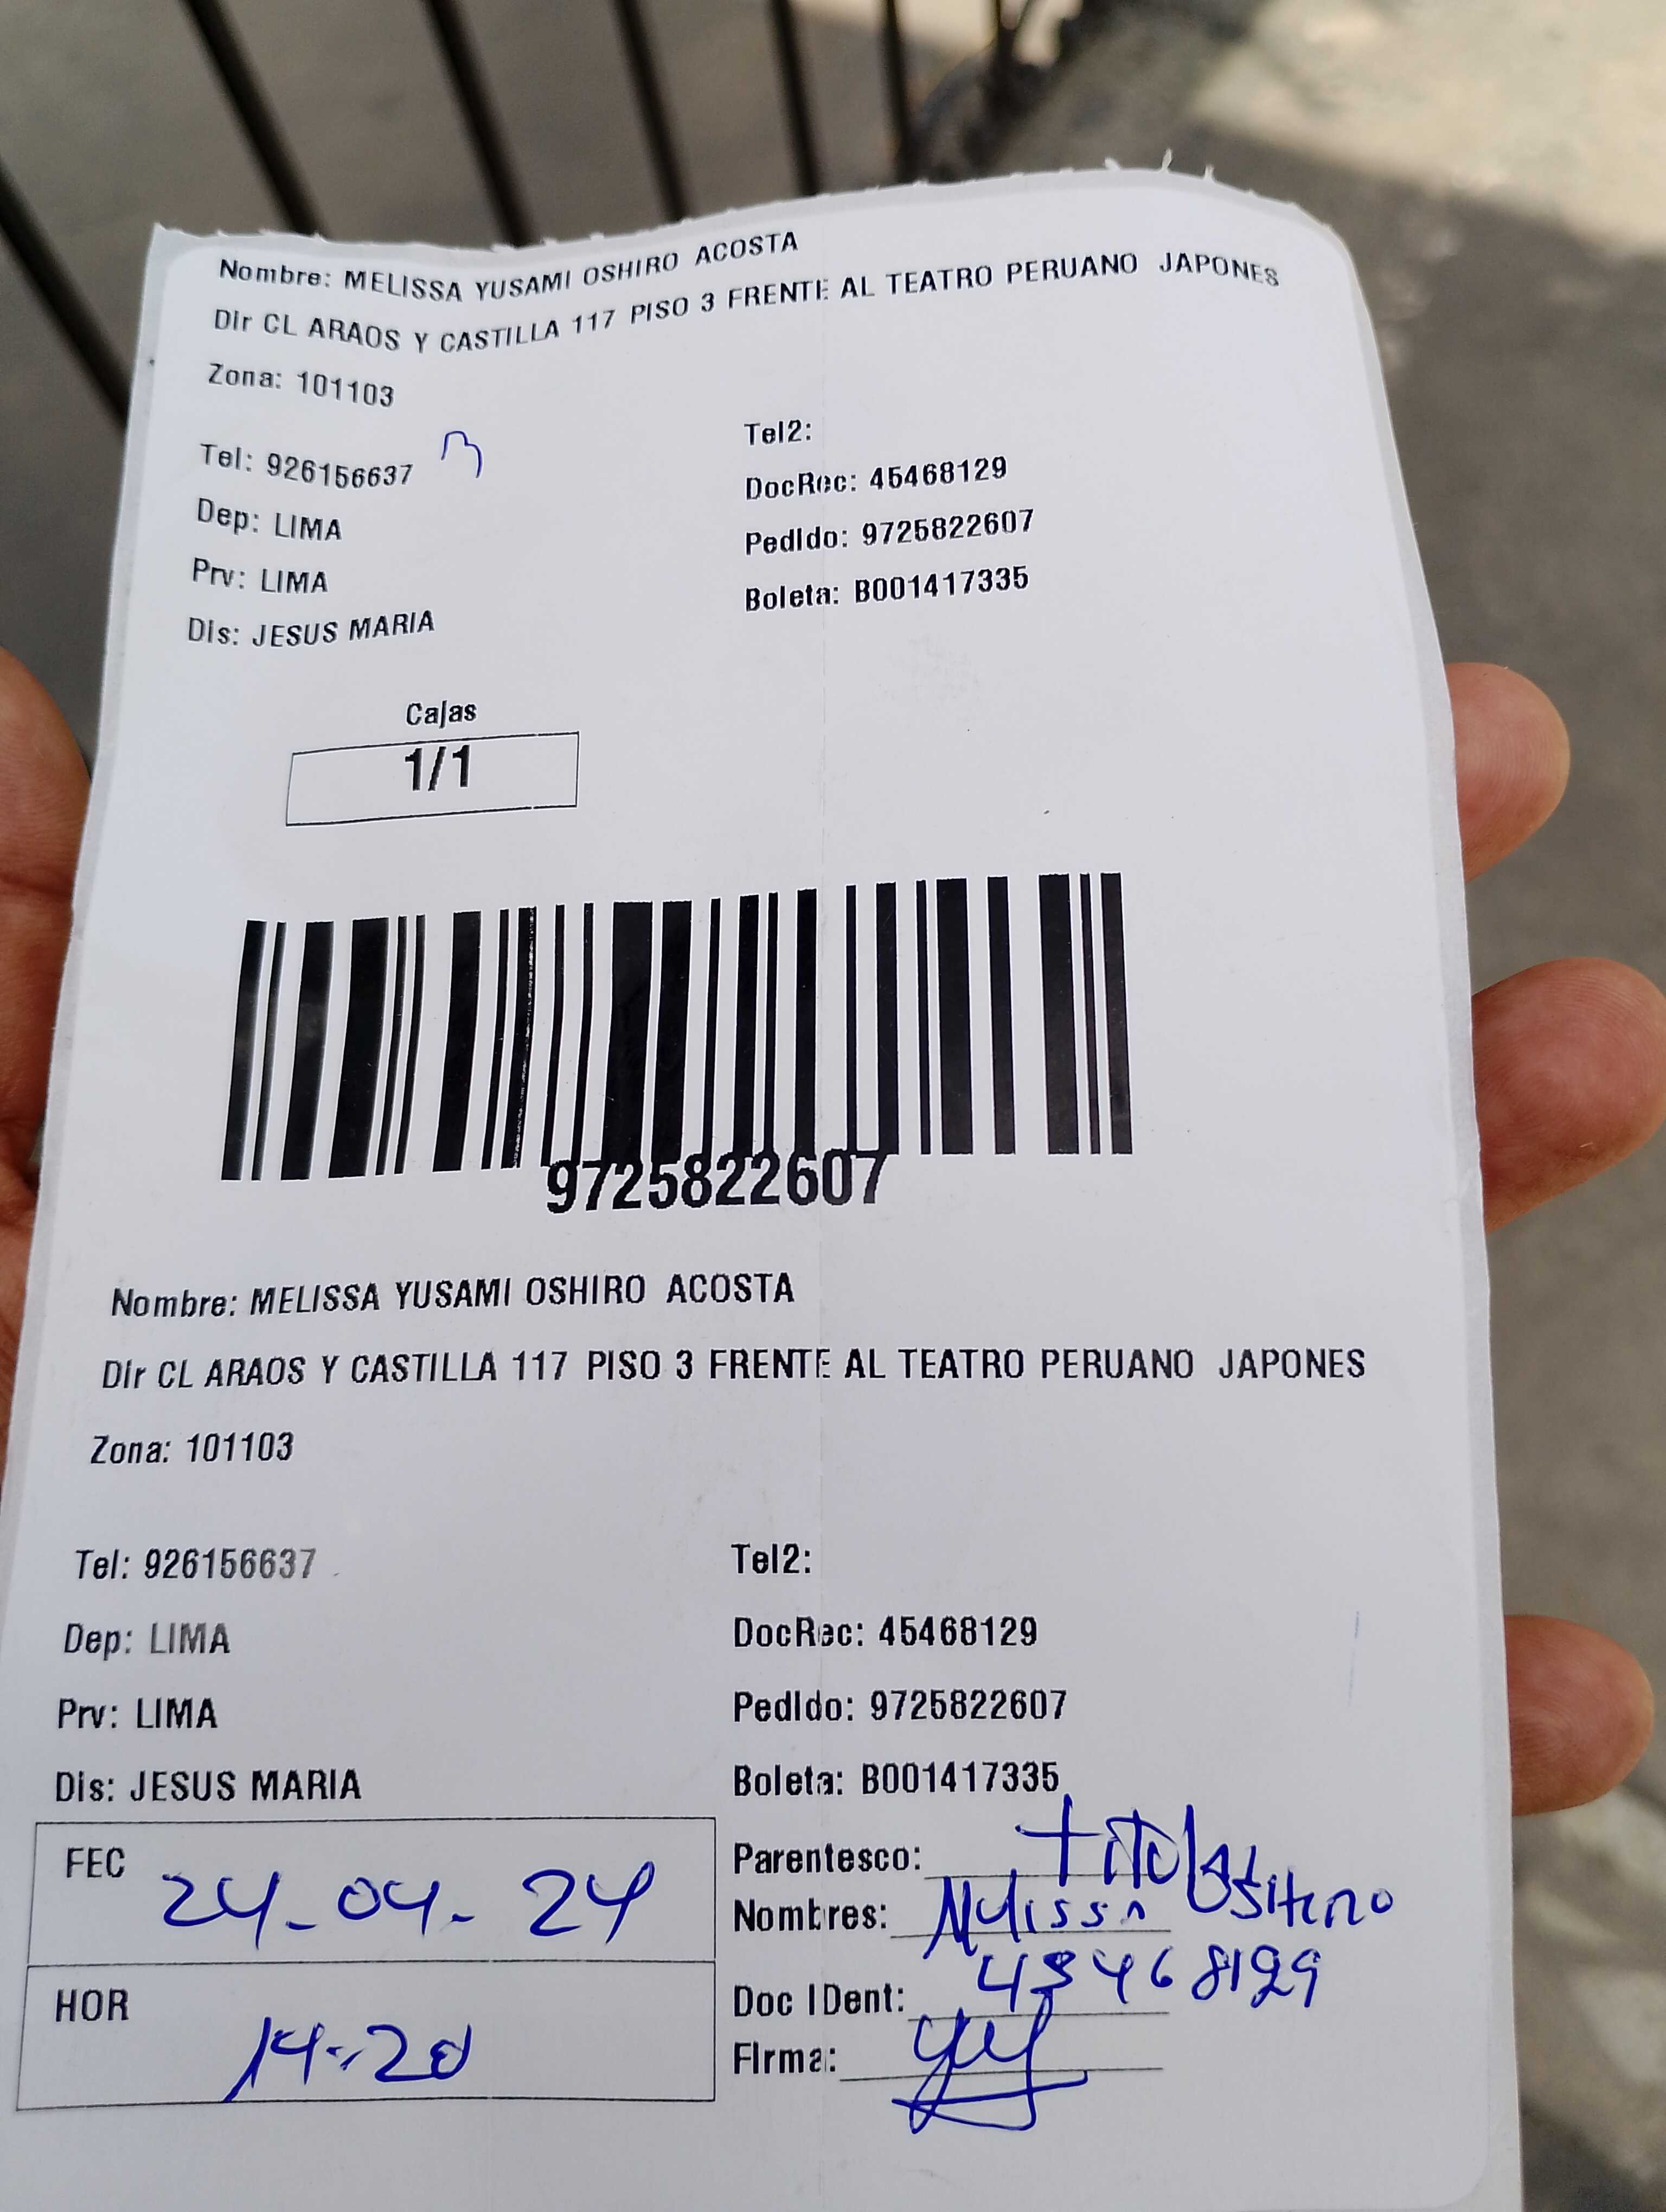 Nombre: MELISSA YUSAMI OSHIRO ACOSTA
Dir CL ARAOS Y CASTILLA 117 PISO 3 FRENTE AL TEATRO PERUANO JAPONES
Zona: 101103
Tel: 926156637
Tel2:
Dep: LIMA
DocRec: 45468129
Prv: LIMA
Pedido: 9725822607
Dis: JESUS MARIA
Boleta: B001417335
Cajas
1/1
9725822607
Nombre: MELISSA YUSAMI OSHIRO ACOSTA
Dir CL ARAOS Y CASTILLA 117 PISO 3 FRENTE AL TEATRO PERUANO JAPONES
Zona: 101103
Tel: 926156637
Tel2:
Dep: LIMA
DocRec: 45468129
Prv: LIMA
Pedido: 9725822607
Dis: JESUS MARIA
Boleta: B001417335
FEC 24-04-24
Parentesco: titular
Nombres: Melissa
HOR 14:20
Doc IDent:
Firma: